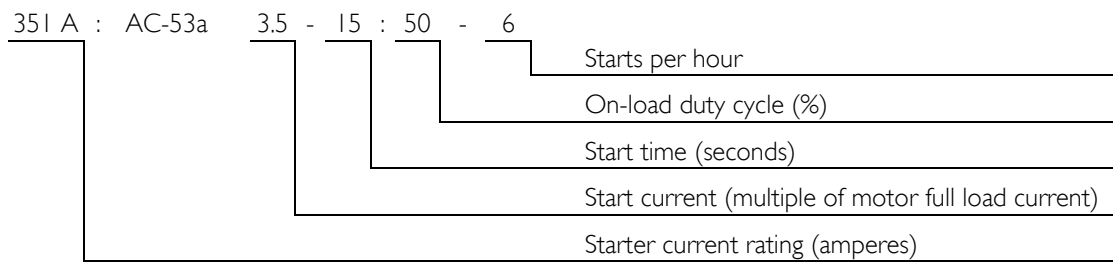 351 A : AC-53a 3.5 - 15 : 50 - 6
Starts per hour
On-load duty cycle (%)
Start time (seconds)
Start current (multiple of motor full load current)
Starter current rating (amperes)